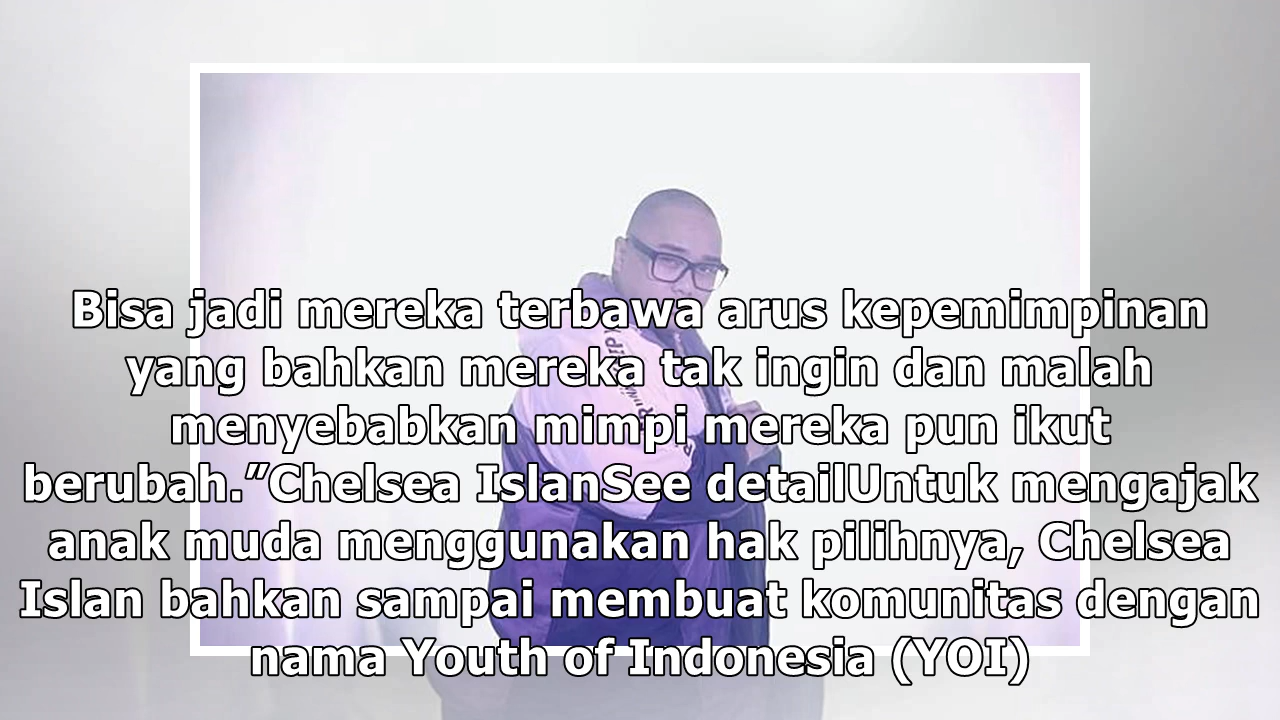 Bisa jadi mereka terbawa arus kepemimpinan
yang bahkan mereka tak ingin dan malah
menyebabkan mimpi mereka pun ikut
berubah.”Chelsea IslanSee detailUntuk mengajak
anak muda menggunakan hak pilihnya, Chelsea
Islan bahkan sampai membuat komunitas dengan
nama Youth of Indonesia (YOI)